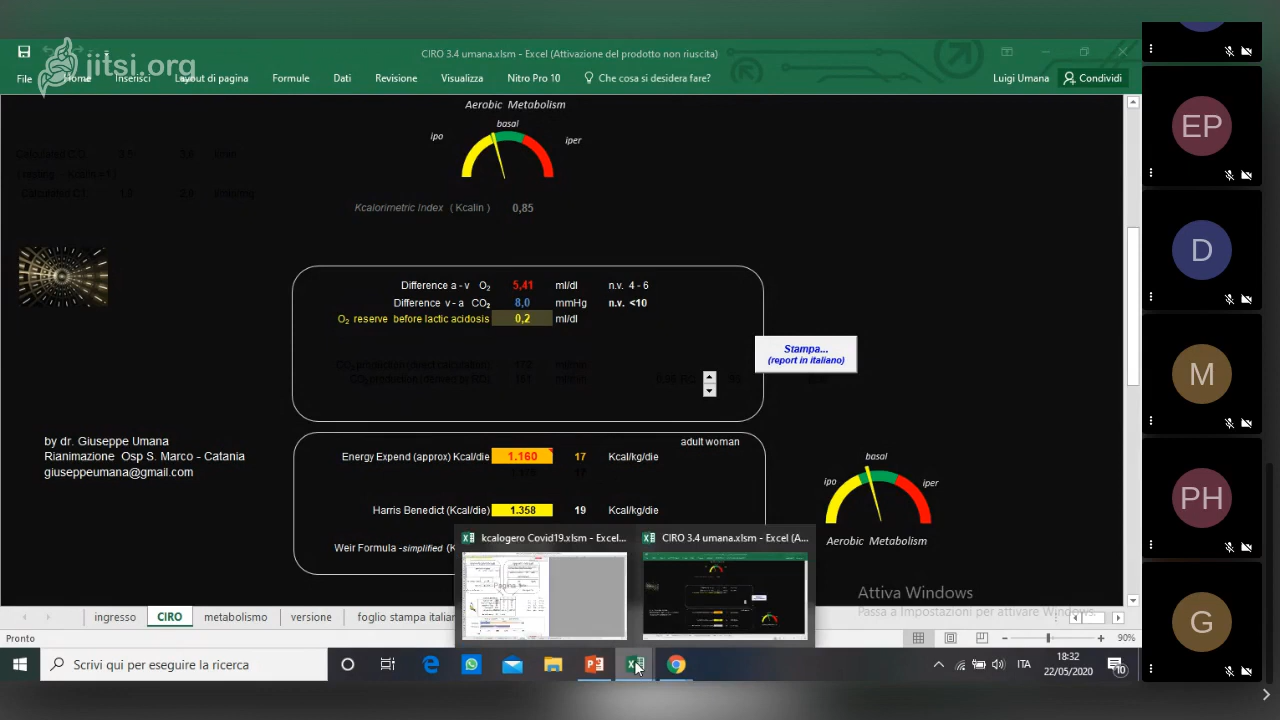 jitsi.org
CIRO 3.4 umana.xlsm - Excel (Attivazione del prodotto non riuscita)
File Home Inserisci Layout di pagina Formule Dati Revisione Visualizza Nitro Pro 10 Che cosa si desidera fare? Luigi Umana Condividi
Aerobic Metabolism
basal
ipo iper
Kcalorimetric Index ( Kcalin ) 0,85
Difference a - v O₂ 5,41 ml/dl n.v. 4 - 6
Difference v - a CO₂ 8,0 mmHg n.v. <10
O₂ reserve before lactic acidosis 0,2 ml/dl
Stampa...
(report in italiano)
by dr. Giuseppe Umana
Rianimazione Osp S. Marco - Catania
giuseppeumana@gmail.com
adult woman
Energy Expend (approx) Kcal/die 1.160 17 Kcal/kg/die
Harris Benedict (Kcal/die) 1.358 19 Kcal/kg/die
Weir Formula -simplified (K
basal
ipo iper
Aerobic Metabolism
kcalogero Covid19.xlsm - Excel...
CIRO 3.4 umana.xlsm - Excel (A...
Attiva Windows
Passa a Impostazioni per attivare Windows.
ingresso CIRO metabolismo versione foglio stampa italian
Pronto
90%
Scrivi qui per eseguire la ricerca
ITA
18:32
22/05/2020
10
EP
D
M
PH
G